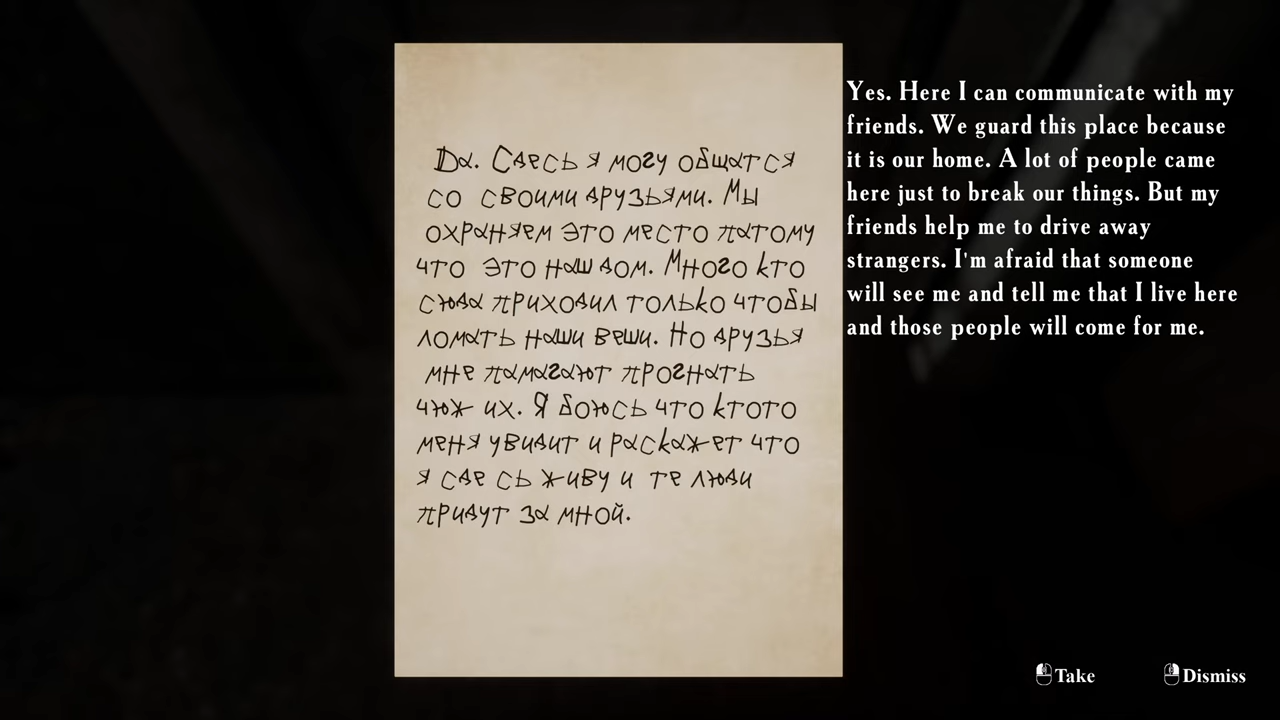 Да. Сдесь я могу общатся
со своими друзьями. Мы
охраняем это место патому
что это наш дом. Много кто
сюда приходил только чтобы
ломать наши веши. Но друзья
мне памагают прогнать
чюж их. Я боюсь что ктото
меня увидит и раскажет что
я сде сь живу и те люди
придут за мной.
Yes. Here I can communicate with my
friends. We guard this place because
it is our home. A lot of people came
here just to break our things. But my
friends help me to drive away
strangers. I'm afraid that someone
will see me and tell me that I live here
and those people will come for me.
Take
Dismiss